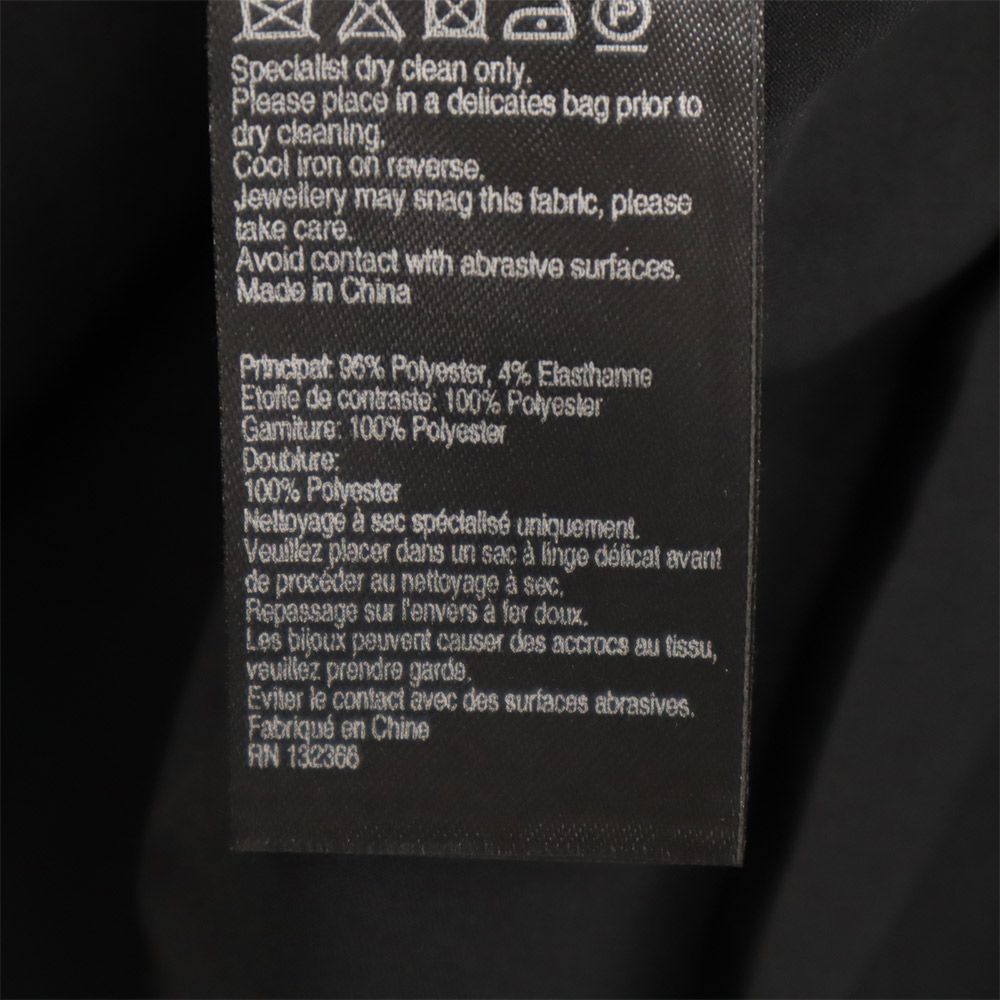 P
Specialist dry clean only.
Please place in a delicates bag prior to
dry cleaning.
Cool iron on reverse.
Jewellery may snag this fabric, please
take care.
Avoid contact with abrasive surfaces.
Made in China
Principal: 96% Polyester, 4% Elasthanne
Etoffe de contraste: 100% Polyester
Garniture: 100% Polyester
Doublure:
100% Polyester
Nettoyage à sec spécialisé uniquement.
Veuillez placer dans un sac à linge délicat avant
de procéder au nettoyage à sec.
Repassage sur l'envers à fer doux.
Les bijoux peuvent causer des accrocs au tissu,
veuillez prendre garde.
Eviter le contact avec des surfaces abrasives.
Fabriqué en Chine
RN 132366